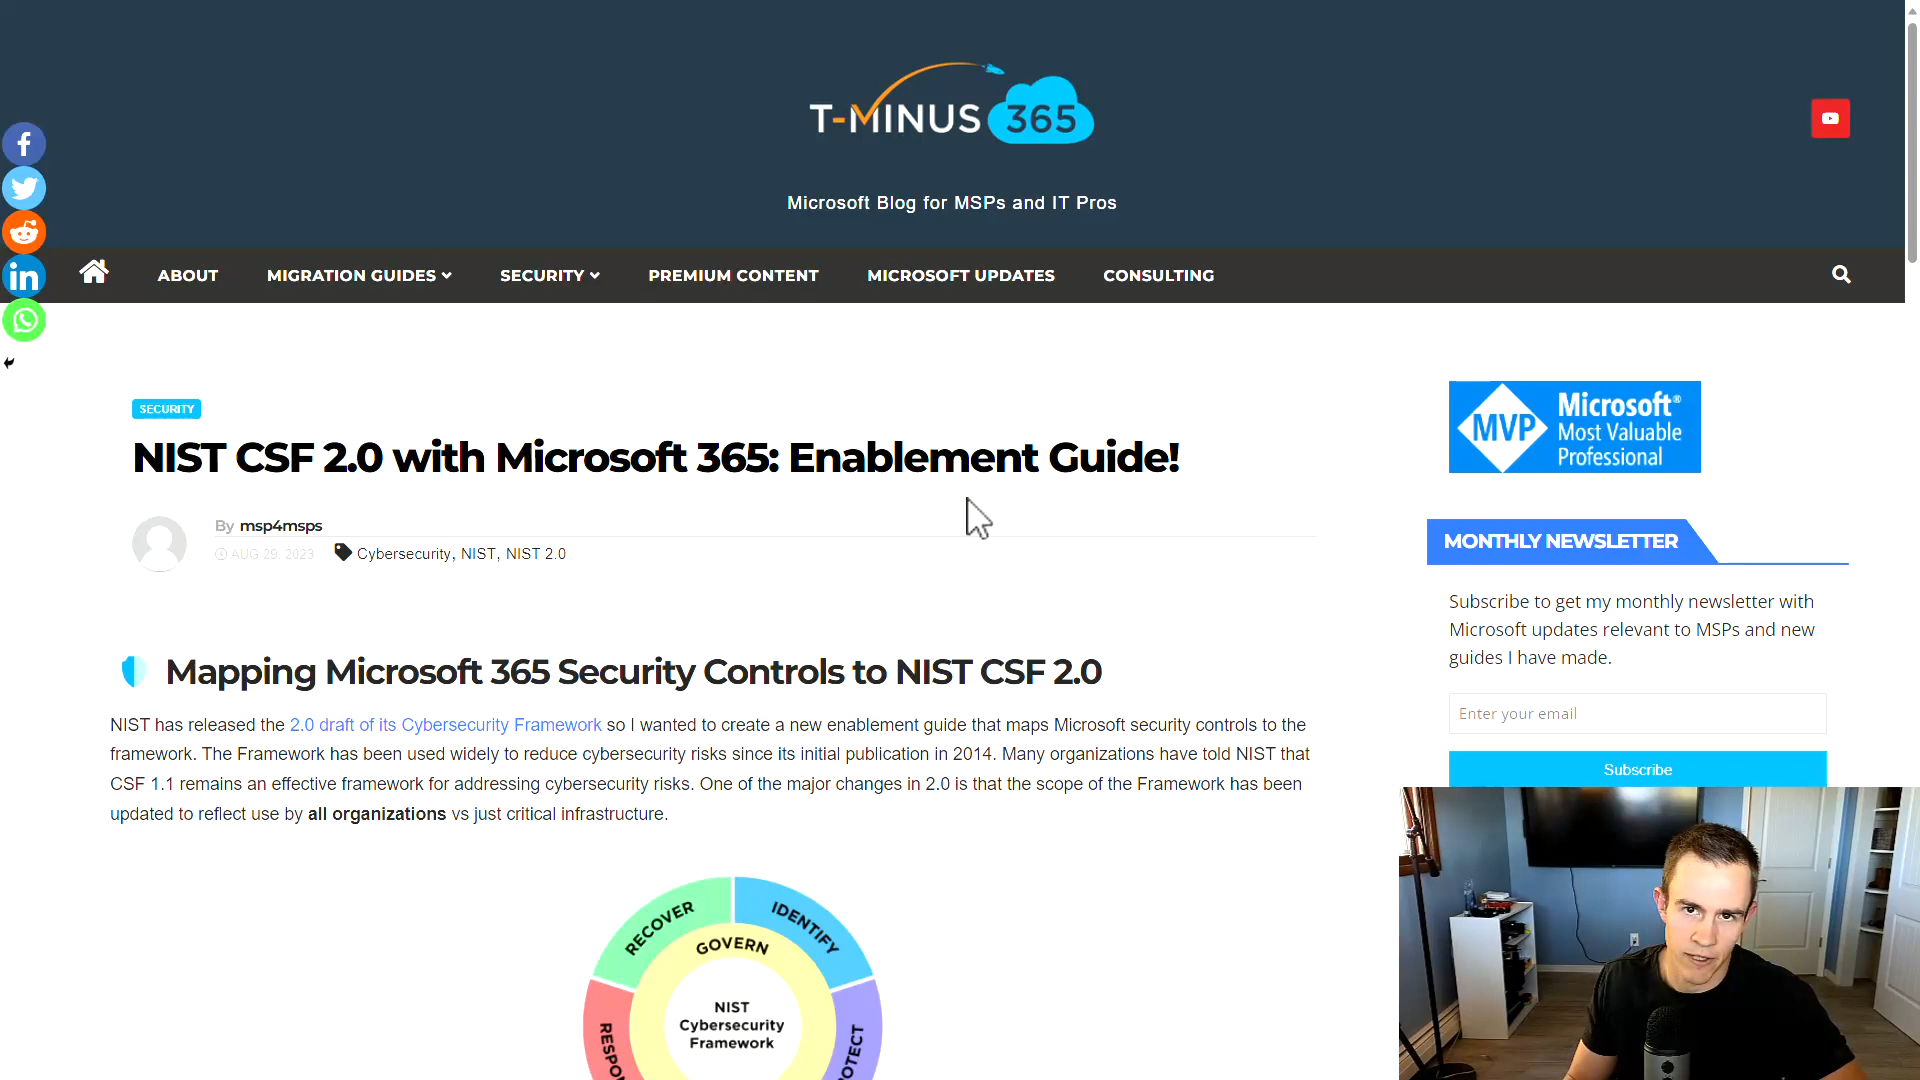 T-MINUS 365
Microsoft Blog for MSPs and IT Pros
ABOUT
MIGRATION GUIDES
SECURITY
PREMIUM CONTENT
MICROSOFT UPDATES
CONSULTING
SECURITY
NIST CSF 2.0 with Microsoft 365: Enablement Guide!
By msp4msps
AUG 29, 2023
Cybersecurity, NIST, NIST 2.0
Mapping Microsoft 365 Security Controls to NIST CSF 2.0
NIST has released the 2.0 draft of its Cybersecurity Framework so I wanted to create a new enablement guide that maps Microsoft security controls to the
framework. The Framework has been used widely to reduce cybersecurity risks since its initial publication in 2014. Many organizations have told NIST that
CSF 1.1 remains an effective framework for addressing cybersecurity risks. One of the major changes in 2.0 is that the scope of the Framework has been
updated to reflect use by all organizations vs just critical infrastructure.
RECOVER
IDENTIFY
GOVERN
NIST
Cybersecurity
Framework
RESPO
OTECT
MVP
Microsoft®
Most Valuable
Professional
MONTHLY NEWSLETTER
Subscribe to get my monthly newsletter with
Microsoft updates relevant to MSPs and new
guides I have made.
Enter your email
Subscribe